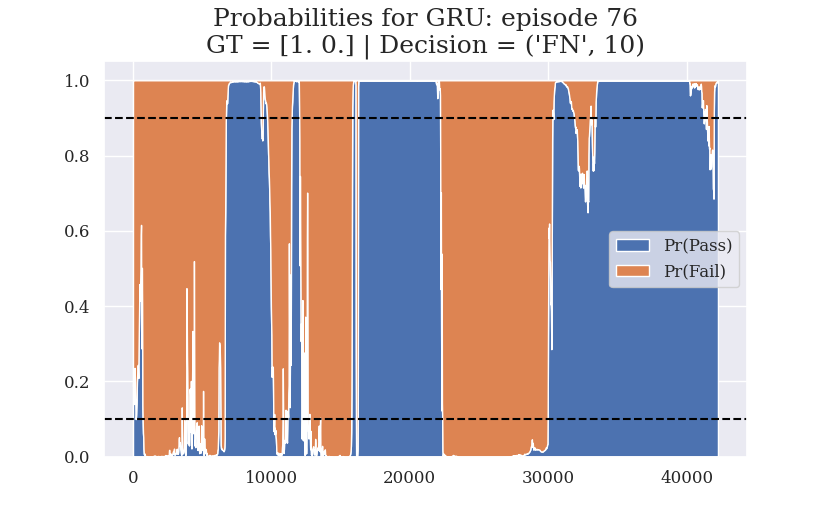 Probabilities for GRU: episode 76
GT = [1. 0.] | Decision = ('FN', 10)
1.0
0.8
0.6
0.4
0.2
0.0
Pr(Pass)
Pr(Fail)
0
10000
20000
30000
40000